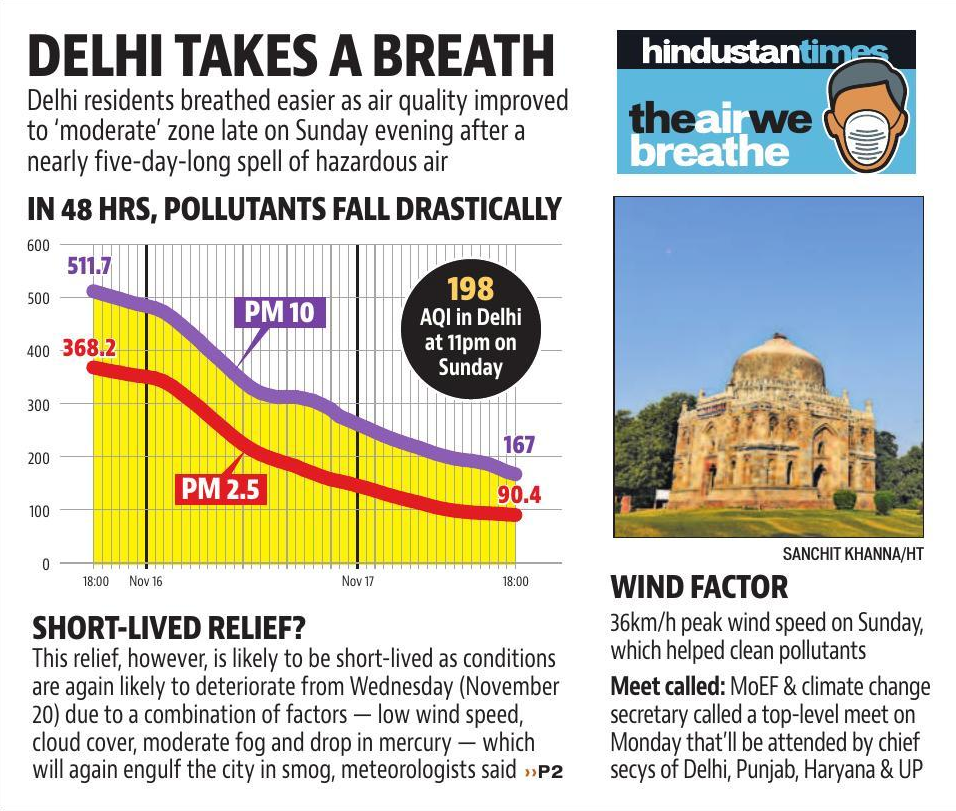 DELHI TAKES A BREATH
Delhi residents breathed easier as air quality improved
to ‘moderate’ zone late on Sunday evening after a
nearly five-day-long spell of hazardous air
IN 48 HRS, POLLUTANTS FALL DRASTICALLY
600
500
400
300
200
100
0
511.7
368.2
PM 10
PM 2.5
198
AQI in Delhi
at 11pm on
Sunday
167
90.4
18:00
Nov 16
Nov 17
18:00
SHORT-LIVED RELIEF?
This relief, however, is likely to be short-lived as conditions
are again likely to deteriorate from Wednesday (November
20) due to a combination of factors — low wind speed,
cloud cover, moderate fog and drop in mercury — which
will again engulf the city in smog, meteorologists said ››P2
hindustantimes
theairwe
breathe
SANCHIT KHANNA/HT
WIND FACTOR
36km/h peak wind speed on Sunday,
which helped clean pollutants
Meet called: MoEF & climate change
secretary called a top-level meet on
Monday that’ll be attended by chief
secys of Delhi, Punjab, Haryana & UP